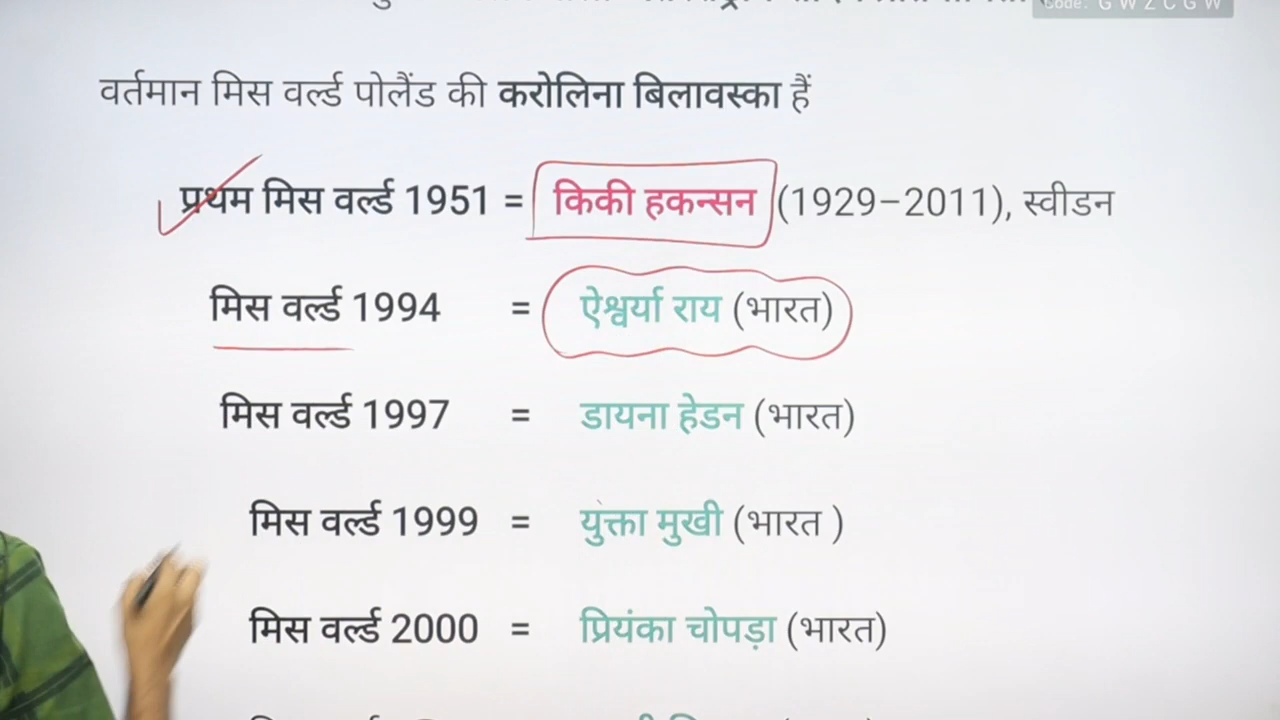 Code: G W Z C G W
वर्तमान मिस वर्ल्ड पोलैंड की करोलिना बिलावस्का हैं
प्रथम मिस वर्ल्ड 1951 = किकी हकन्सन (1929–2011), स्वीडन
मिस वर्ल्ड 1994 = ऐश्वर्या राय (भारत)
मिस वर्ल्ड 1997 = डायना हेडन (भारत)
मिस वर्ल्ड 1999 = युक्ता मुखी (भारत )
मिस वर्ल्ड 2000 = प्रियंका चोपड़ा (भारत)